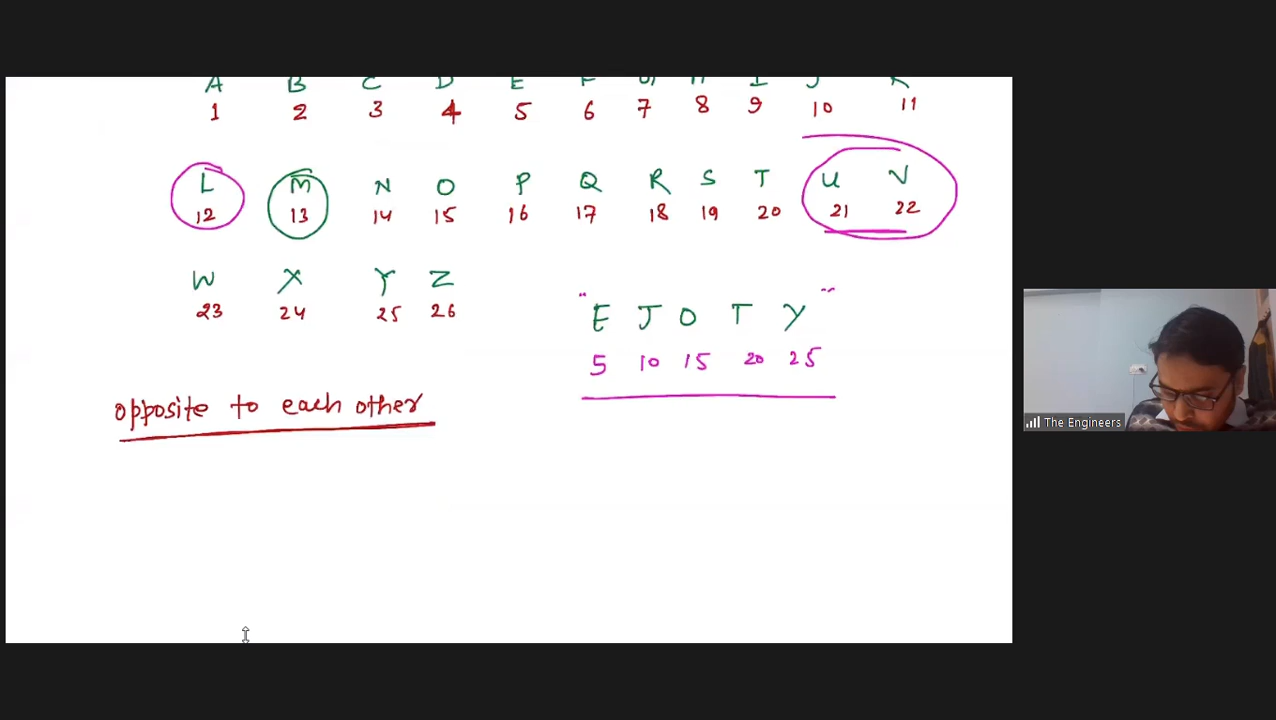 A B C D E F G H I J K
1 2 3 4 5 6 7 8 9 10 11
L M N O P Q R S T U V
12 13 14 15 16 17 18 19 20 21 22
W X Y Z
23 24 25 26
" E J O T Y "
5 10 15 20 25
opposite to each other
The Engineers